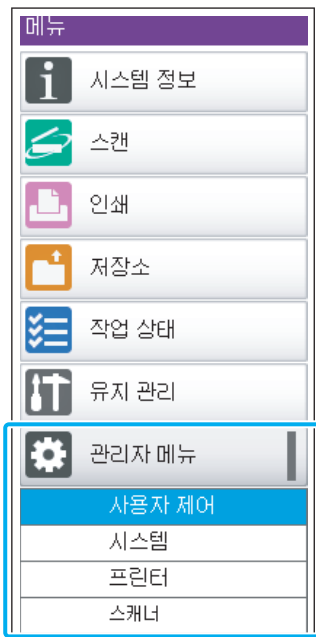 메뉴
시스템 정보
스캔
인쇄
저장소
작업 상태
유지 관리
관리자 메뉴
사용자 제어
시스템
프린터
스캐너